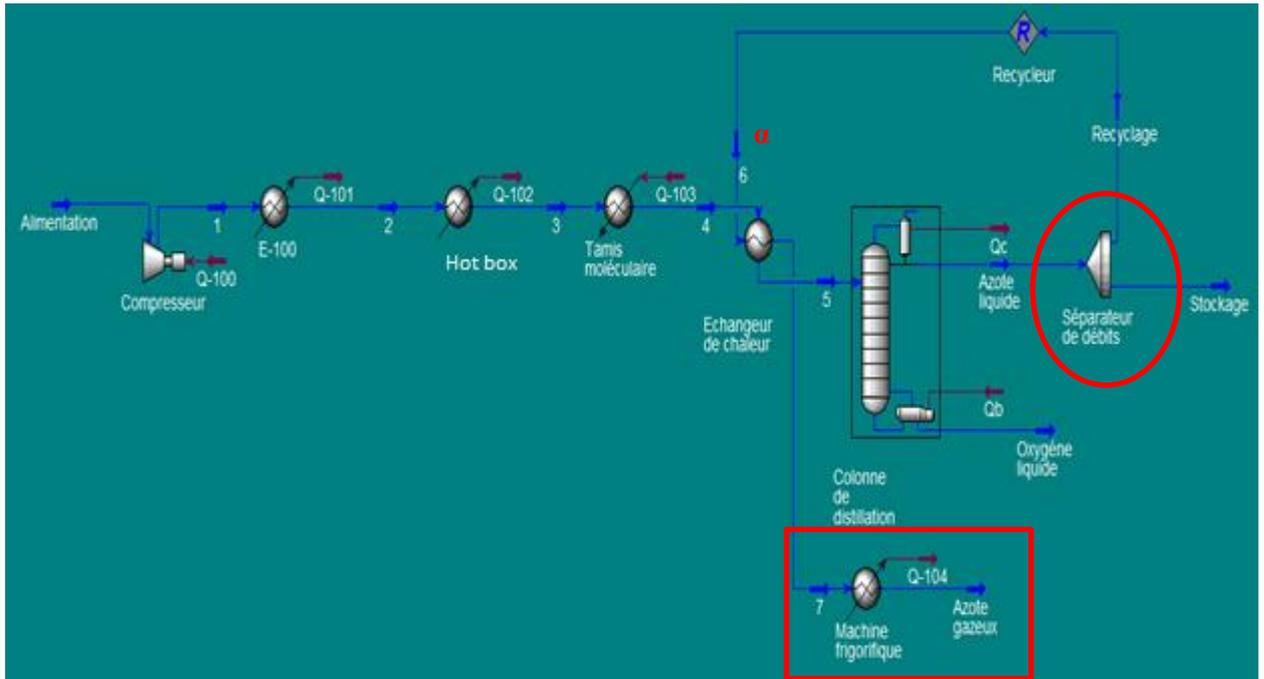 R
Recycleur
Recyclage
α
6
Alimentation
1
Q-101
2
Q-102
3
Q-103
4
E-100
Hot box
Tamis
moléculaire
Q-100
Compresseur
5
Echangeur
de chaleur
Qc
Azote
liquide
Séparateur
de débits
Stockage
Qb
Oxygéne
liquide
Colonne
de
distillation
7
Q-104
Azote
gazeux
Machine
frigorifique